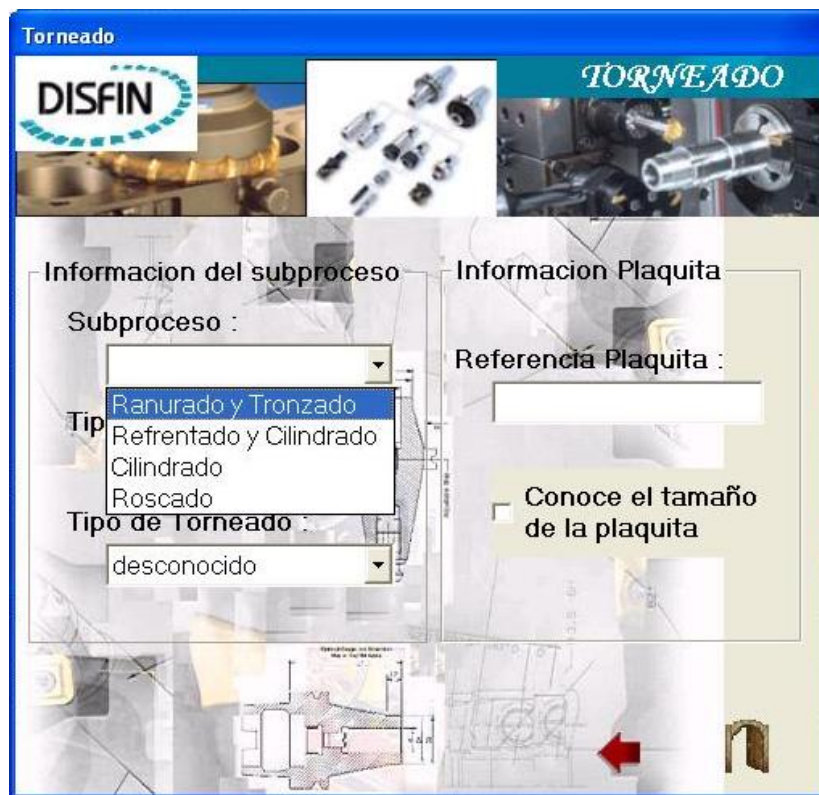 Torneado
DISFIN
TORNEADO
Informacion del subproceso
Subproceso :
Ranurado y Tronzado
Tip
Refrentado y Cilindrado
Cilindrado
Roscado
Tipo de Torneado :
desconocido
Informacion Plaquita
Referencia Plaquita :
Conoce el tamaño
de la plaquita